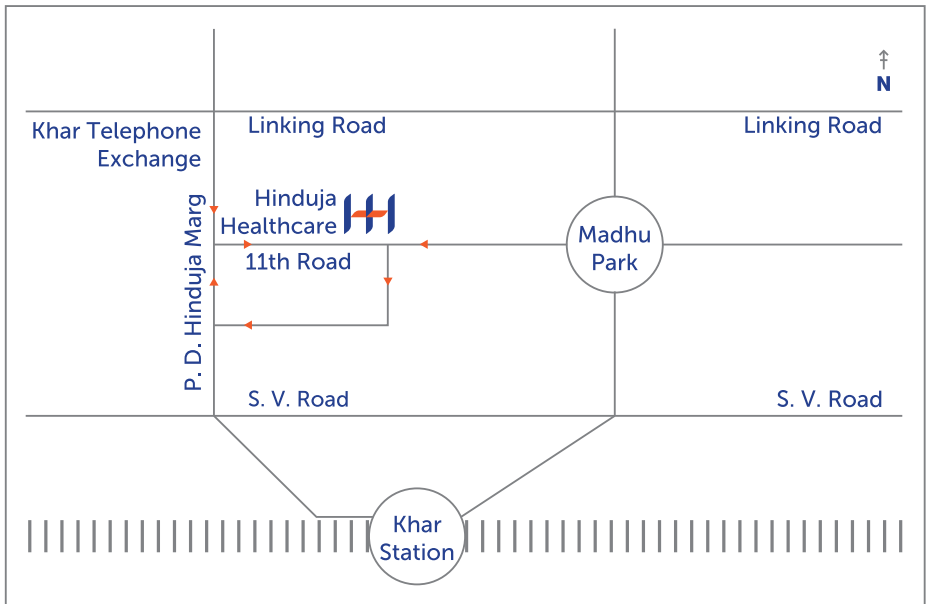 N
Linking Road
Linking Road
Khar Telephone
Exchange
Hinduja
Healthcare
P. D. Hinduja Marg
11th Road
Madhu
Park
S. V. Road
S. V. Road
Khar
Station